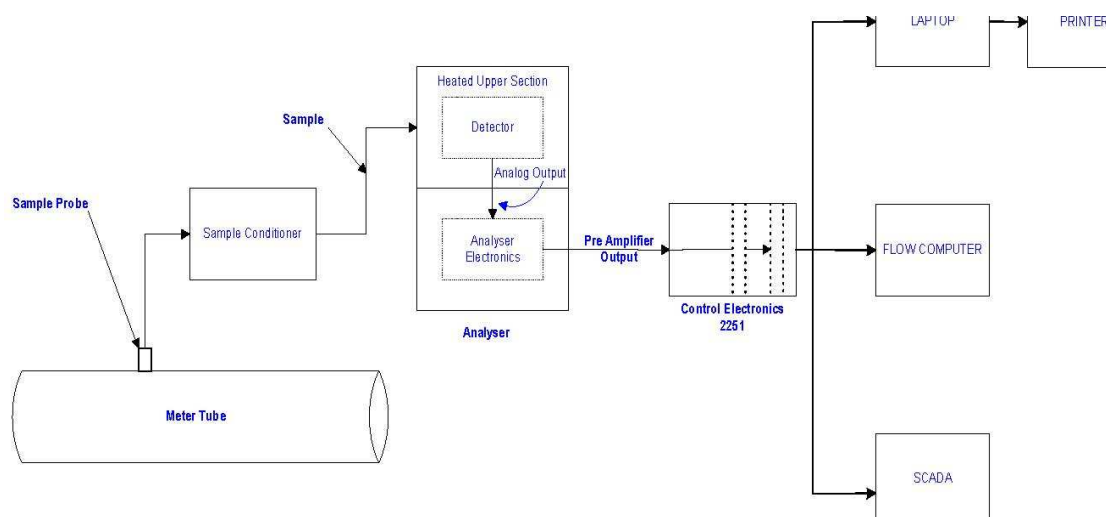 LAPTOP
PRINTER
Heated Upper Section
Sample
Detector
Analog Output
Sample Probe
Sample Conditioner
Analyser
Electronics
Pre Amplifier
Output
FLOW COMPUTER
Control Electronics
2251
Analyser
Meter Tube
SCADA